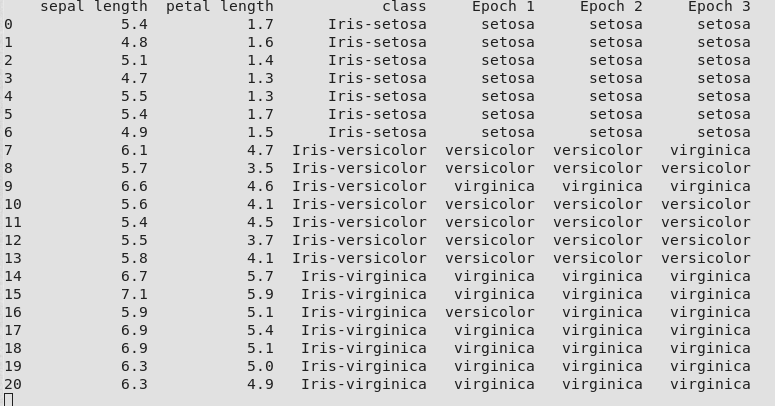 sepal length petal length class Epoch 1 Epoch 2 Epoch 3
0 5.4 1.7 Iris-setosa setosa setosa setosa
1 4.8 1.6 Iris-setosa setosa setosa setosa
2 5.1 1.4 Iris-setosa setosa setosa setosa
3 4.7 1.3 Iris-setosa setosa setosa setosa
4 5.5 1.3 Iris-setosa setosa setosa setosa
5 5.4 1.7 Iris-setosa setosa setosa setosa
6 4.9 1.5 Iris-setosa setosa setosa setosa
7 6.1 4.7 Iris-versicolor versicolor versicolor virginica
8 5.7 3.5 Iris-versicolor versicolor versicolor versicolor
9 6.6 4.6 Iris-versicolor virginica virginica virginica
10 5.6 4.1 Iris-versicolor versicolor versicolor versicolor
11 5.4 4.5 Iris-versicolor versicolor versicolor versicolor
12 5.5 3.7 Iris-versicolor versicolor versicolor versicolor
13 5.8 4.1 Iris-versicolor versicolor versicolor versicolor
14 6.7 5.7 Iris-virginica virginica virginica virginica
15 7.1 5.9 Iris-virginica virginica virginica virginica
16 5.9 5.1 Iris-virginica versicolor virginica virginica
17 6.9 5.4 Iris-virginica virginica virginica virginica
18 6.9 5.1 Iris-virginica virginica virginica virginica
19 6.3 5.0 Iris-virginica virginica virginica virginica
20 6.3 4.9 Iris-virginica virginica virginica virginica